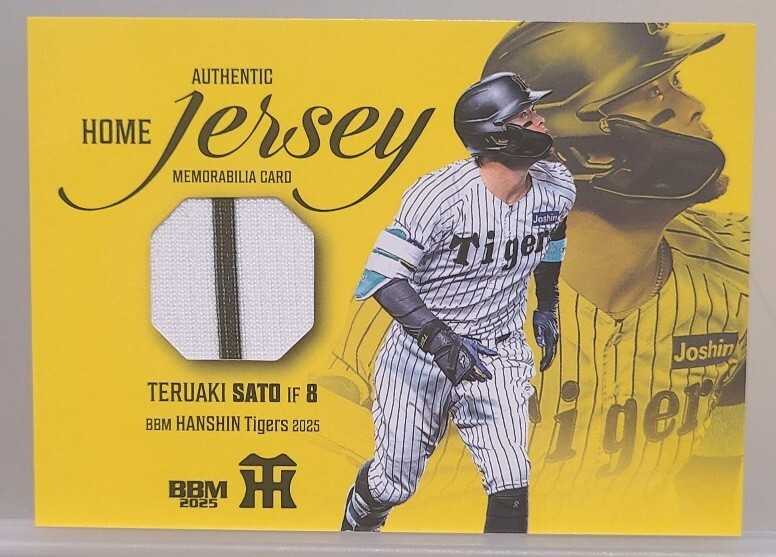 AUTHENTIC
HOME Jersey
MEMORABILIA CARD
Joshin
Tigers
Joshin
Tigers
TERUAKI SATO IF 8
BBM HANSHIN Tigers 2025
BBM
2025
HT